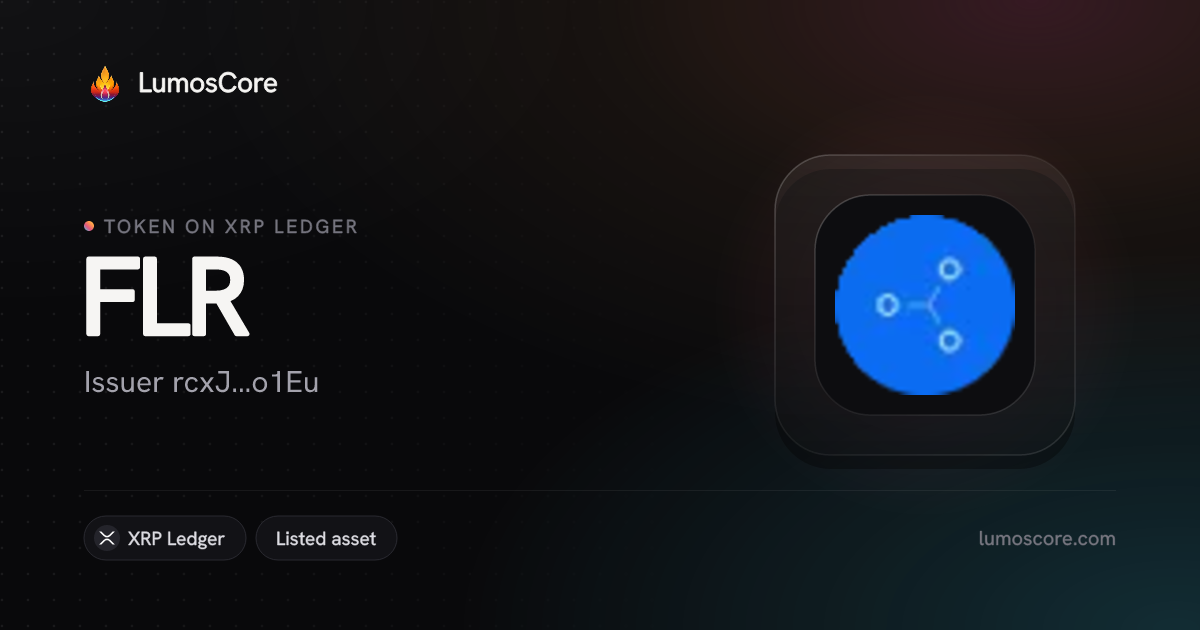 LumosCore
TOKEN ON XRP LEDGER
FLR
Issuer rcxJ...o1Eu
XRP Ledger
Listed asset
lumoscore.com